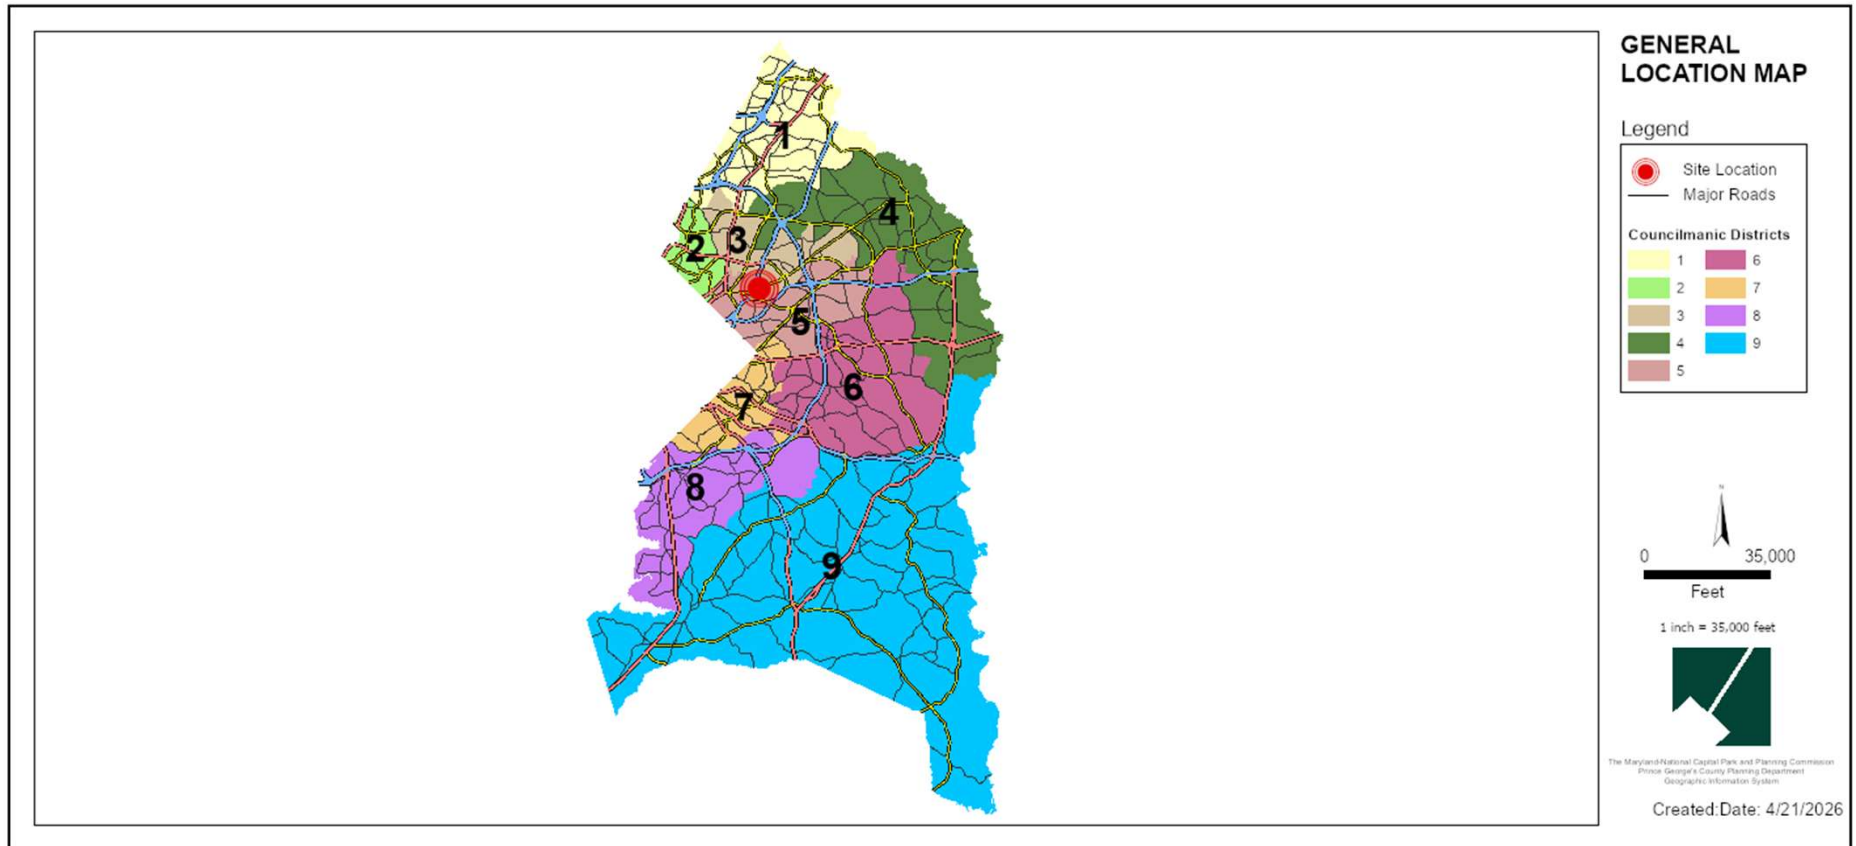 GENERAL
LOCATION MAP
Legend
Site Location
Major Roads
Councilmanic Districts
1 6
2 7
3 8
4 9
5
1
4
2
3
5
6
7
8
9
N
0 35,000
Feet
1 inch = 35,000 feet
The Maryland-National Capital Park and Planning Commission
Prince George's County Planning Department
Geographic Information System
Created:Date: 4/21/2026